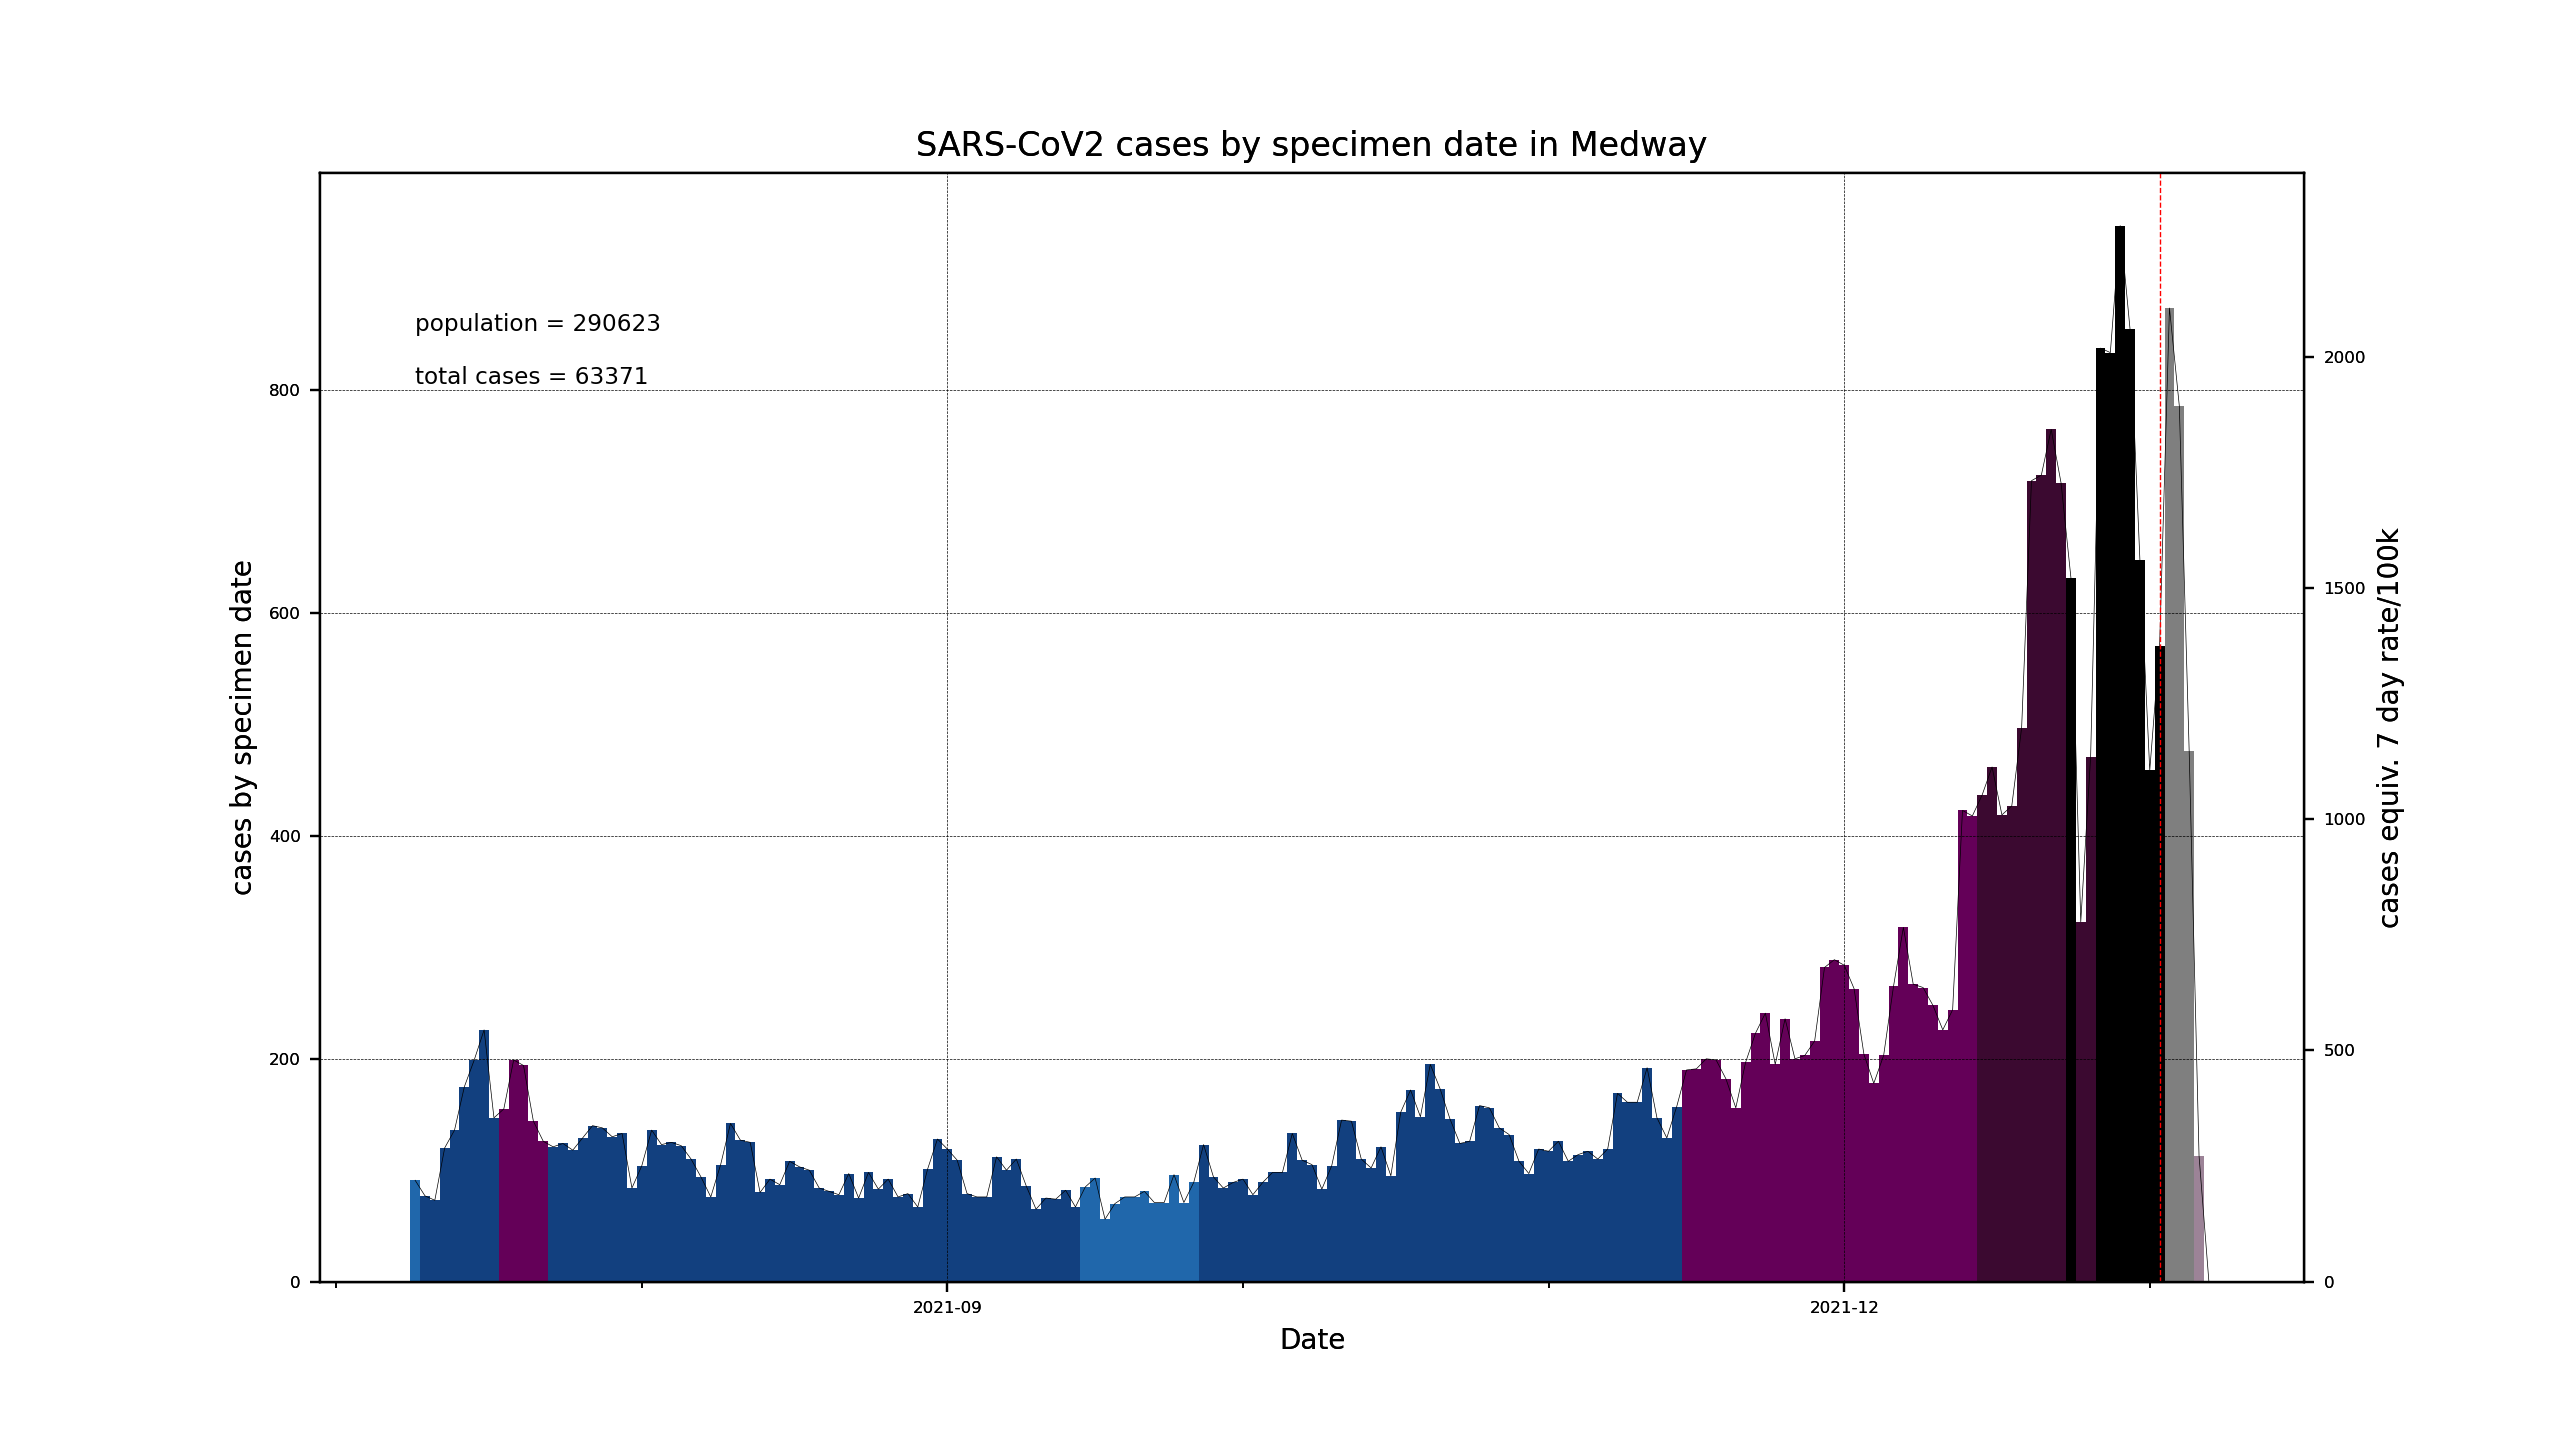 SARS-CoV2 cases by specimen date in Medway
population = 290623
total cases = 63371
cases by specimen date
800
600
400
200
0
2000
1500
1000
500
0
cases equiv. 7 day rate/100k
2021-09
2021-12
Date